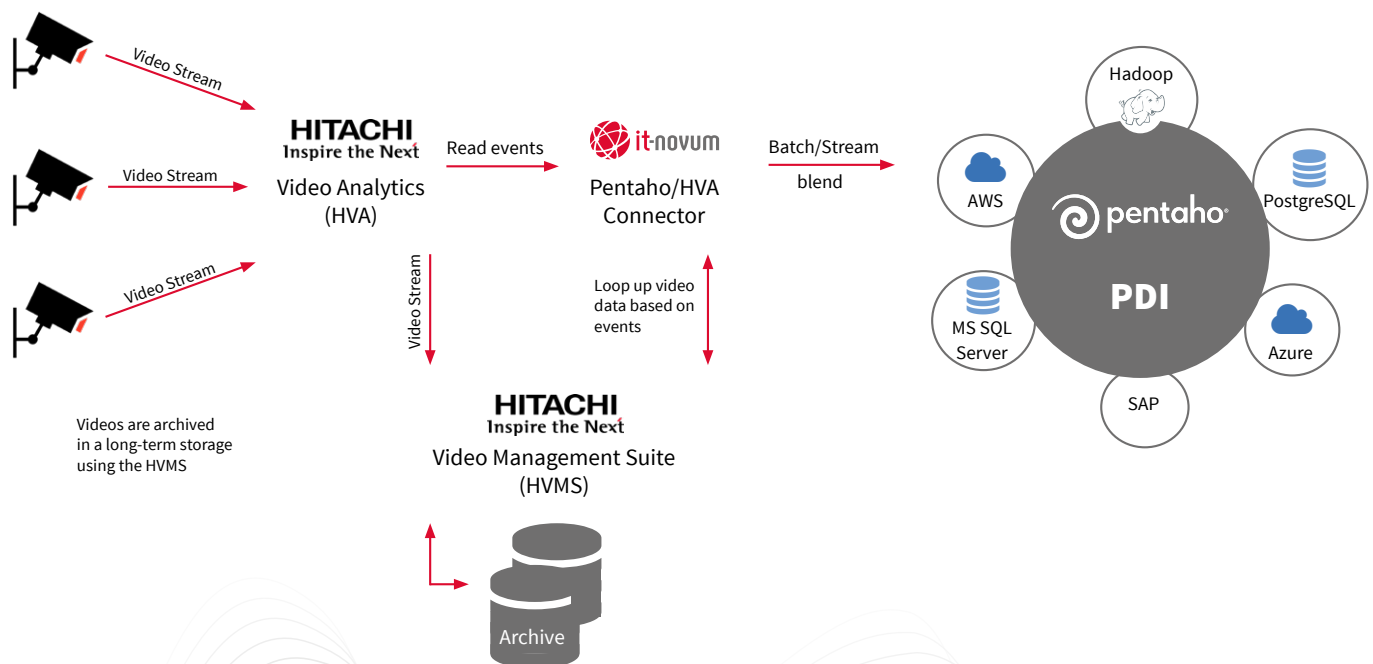 Video Stream
Video Stream
Video Stream
HITACHI
Inspire the Next
Video Analytics
(HVA)
Read events
it-novum
Pentaho/HVA
Connector
Batch/Stream
blend
Video Stream
Loop up video
data based on
events
HITACHI
Inspire the Next
Video Management Suite
(HVMS)
Archive
Videos are archived
in a long-term storage
using the HVMS
Hadoop
AWS
PostgreSQL
pentaho
PDI
MS SQL
Server
Azure
SAP